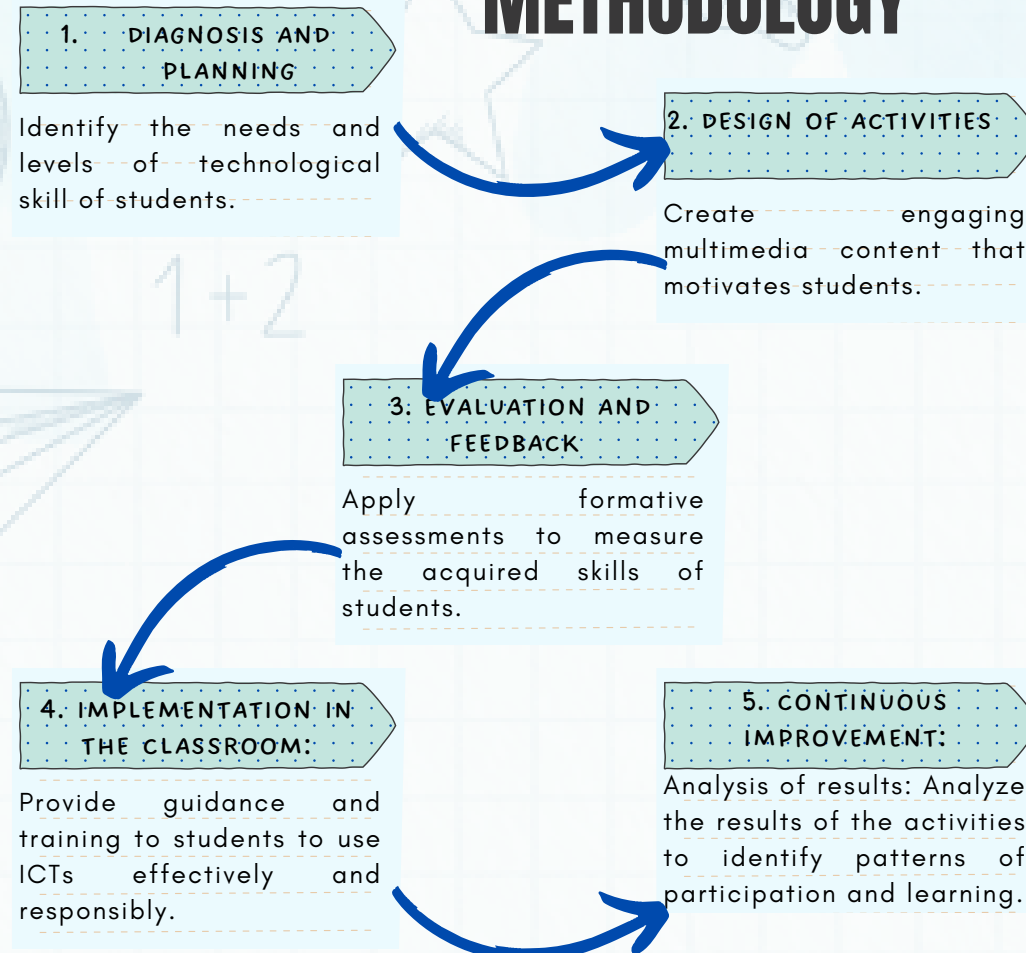 METHODOLOGY
1. DIAGNOSIS AND
PLANNING
Identify the needs and
levels of technological
skill of students.
2. DESIGN OF ACTIVITIES
Create engaging
multimedia content that
motivates students.
1+2
3. EVALUATION AND
FEEDBACK
Apply formative
assessments to measure
the acquired skills of
students.
4. IMPLEMENTATION IN
THE CLASSROOM:
Provide guidance and
training to students to use
ICTs effectively and
responsibly.
5. CONTINUOUS
IMPROVEMENT:
Analysis of results: Analyze
the results of the activities
to identify patterns of
participation and learning.